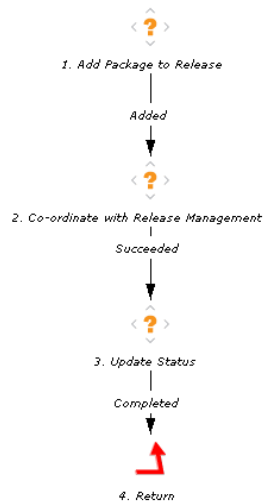 ?
1. Add Package to Release
Added
?
2. Co-ordinate with Release Management
Succeeded
?
3. Update Status
Completed
4. Return